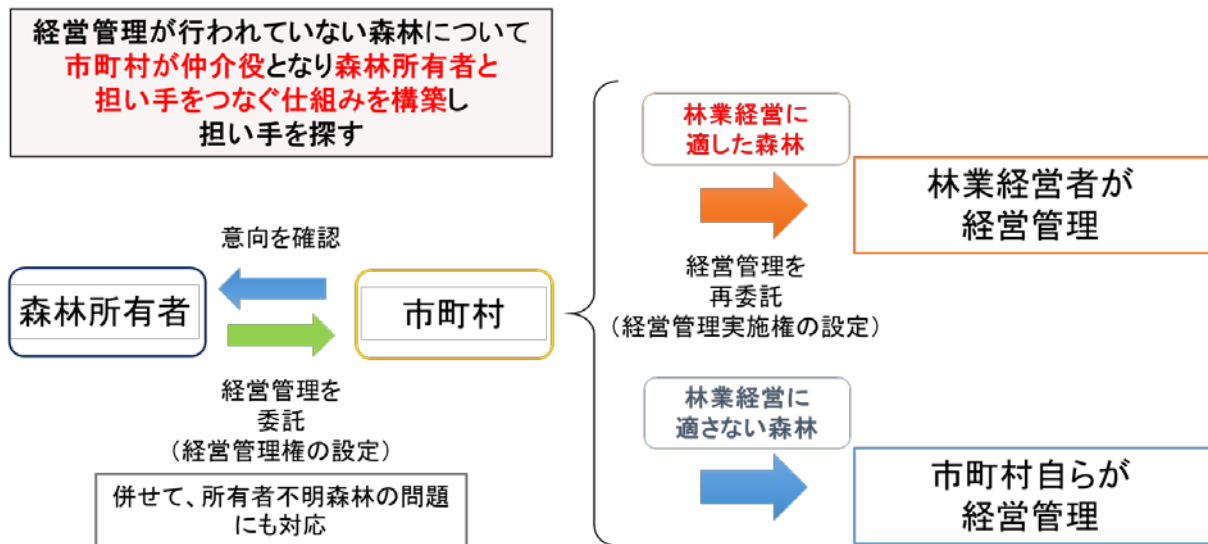 経営管理が行われていない森林について
市町村が仲介役となり森林所有者と
担い手をつなぐ仕組みを構築し
担い手を探す
意向を確認
森林所有者
市町村
経営管理を
委託
（経営管理権の設定）
併せて、所有者不明森林の問題
にも対応
林業経営に
適した森林
林業経営者が
経営管理
経営管理を
再委託
（経営管理実施権の設定）
林業経営に
適さない森林
市町村自らが
経営管理